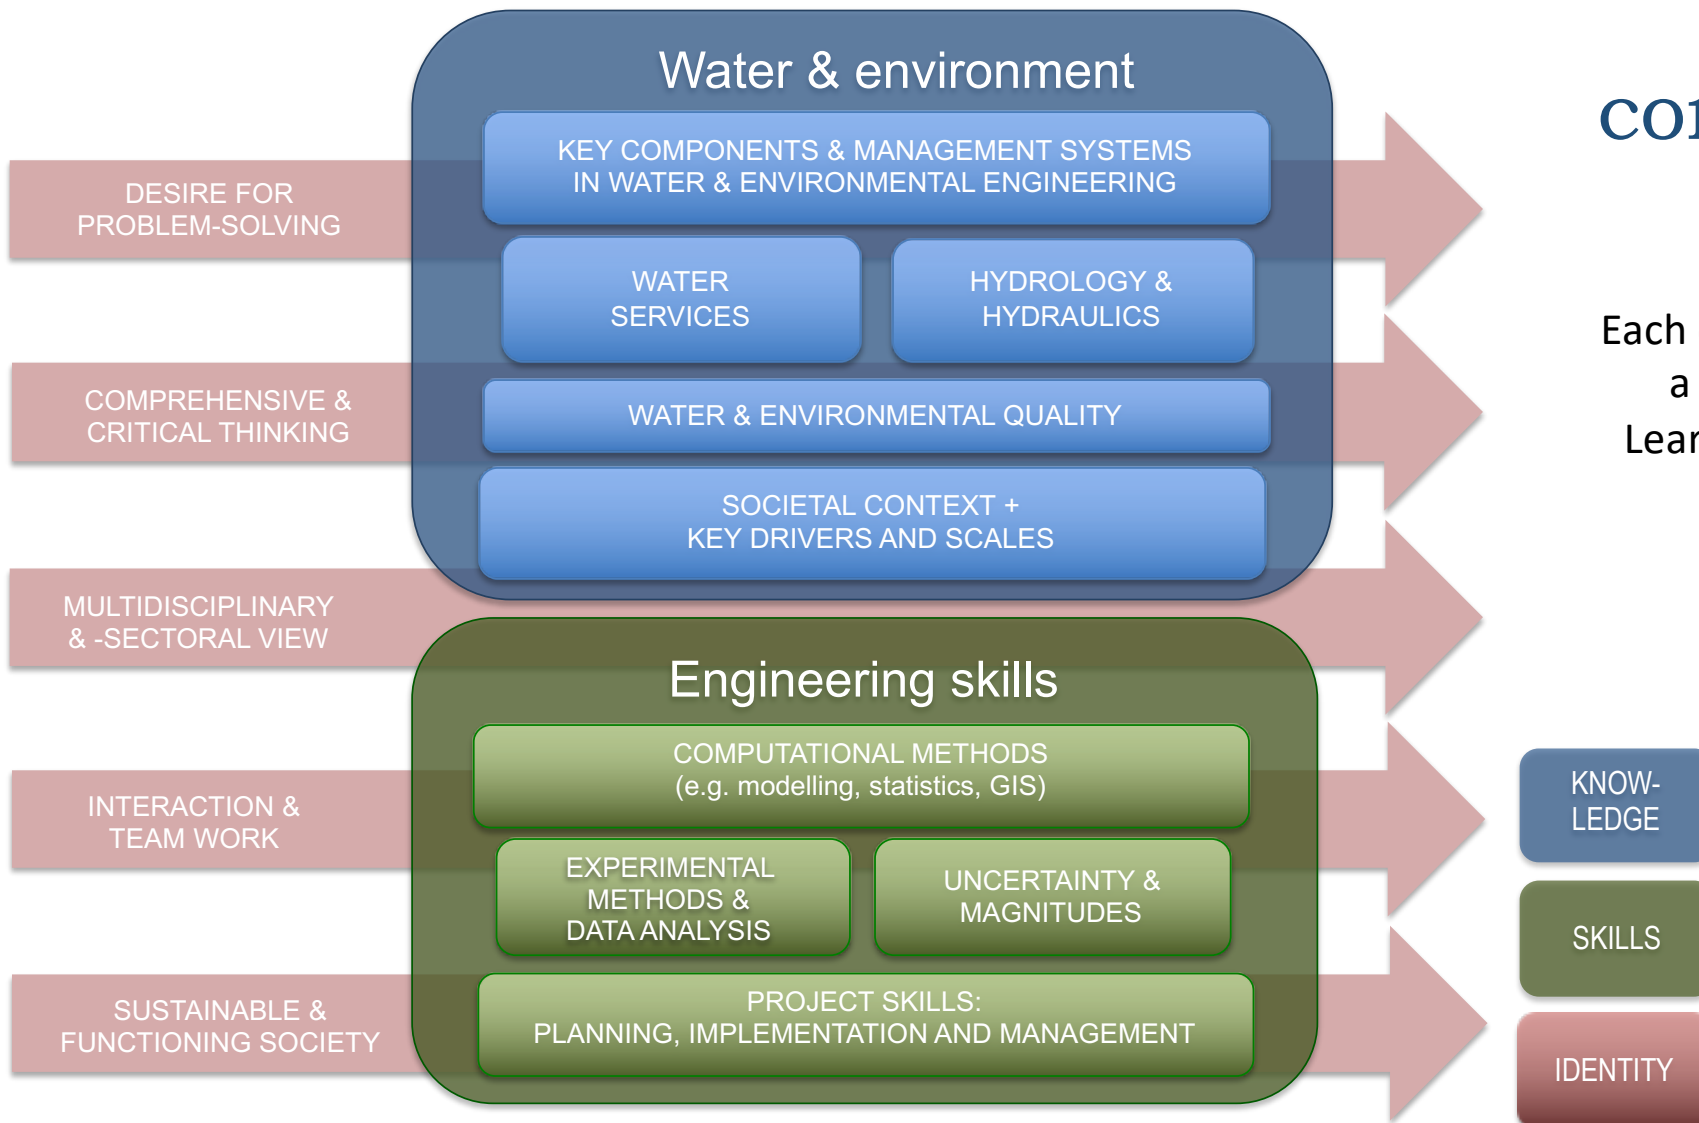 Water & environment
KEY COMPONENTS & MANAGEMENT SYSTEMS
IN WATER & ENVIRONMENTAL ENGINEERING
WATER
SERVICES
HYDROLOGY &
HYDRAULICS
WATER & ENVIRONMENTAL QUALITY
SOCIETAL CONTEXT +
KEY DRIVERS AND SCALES
Engineering skills
COMPUTATIONAL METHODS
(e.g. modelling, statistics, GIS)
EXPERIMENTAL
METHODS &
DATA ANALYSIS
UNCERTAINTY &
MAGNITUDES
PROJECT SKILLS:
PLANNING, IMPLEMENTATION AND MANAGEMENT
DESIRE FOR
PROBLEM-SOLVING
COMPREHENSIVE &
CRITICAL THINKING
MULTIDISCIPLINARY
& -SECTORAL VIEW
INTERACTION &
TEAM WORK
SUSTAINABLE &
FUNCTIONING SOCIETY
Each
a
KNOW-
LEDGE
SKILLS
IDENTITY